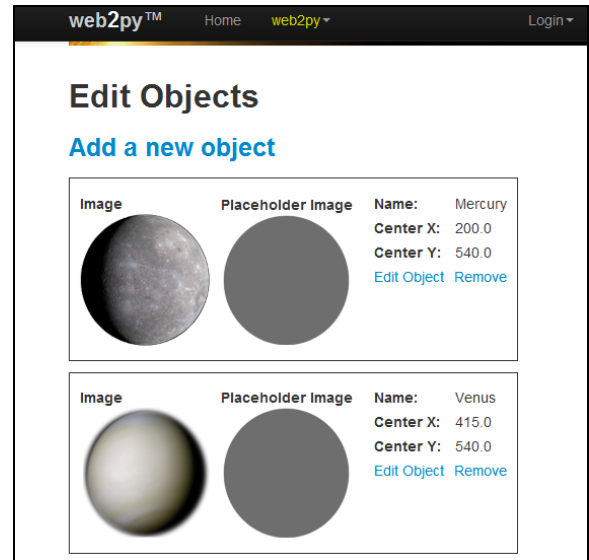 web2py™ Home web2py Login
Edit Objects
Add a new object
Image Placeholder Image Name: Mercury
Center X: 200.0
Center Y: 540.0
Edit Object Remove
Image Placeholder Image Name: Venus
Center X: 415.0
Center Y: 540.0
Edit Object Remove